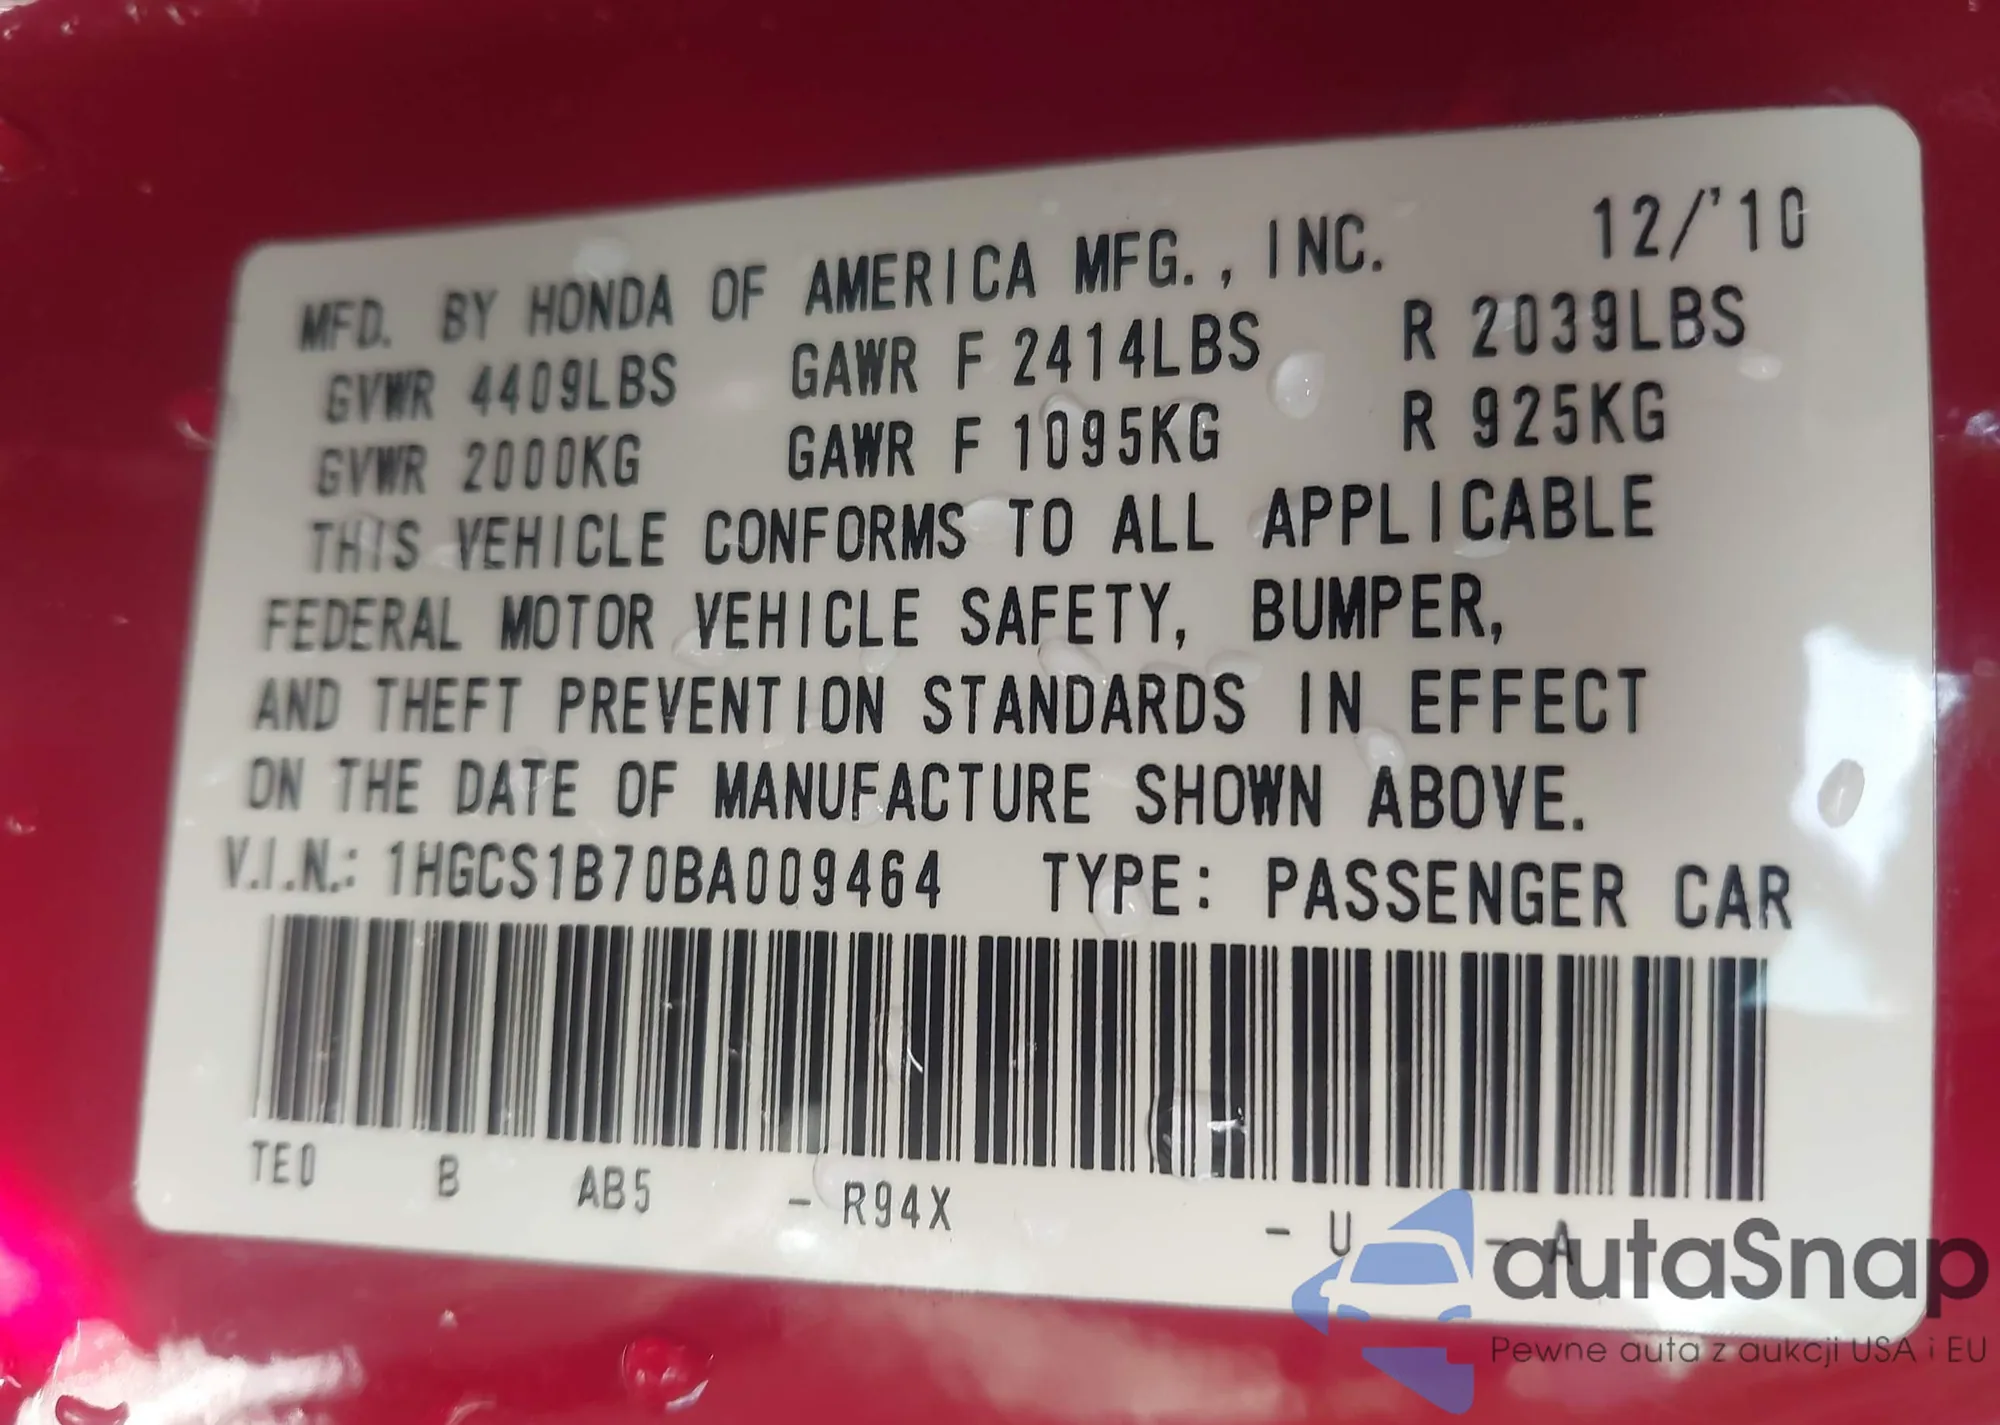 MFD. BY HONDA OF AMERICA MFG., INC. 12/'10
GVWR 4409LBS GAWR F 2414LBS R 2039LBS
GVWR 2000KG GAWR F 1095KG R 925KG
THIS VEHICLE CONFORMS TO ALL APPLICABLE
FEDERAL MOTOR VEHICLE SAFETY, BUMPER,
AND THEFT PREVENTION STANDARDS IN EFFECT
ON THE DATE OF MANUFACTURE SHOWN ABOVE.
V.I.N.: 1HGCS1B70BA009464 TYPE: PASSENGER CAR
TE0 B AB5 - R94X - U - A
autaSnap
Pewne auta z aukcji USA i EU